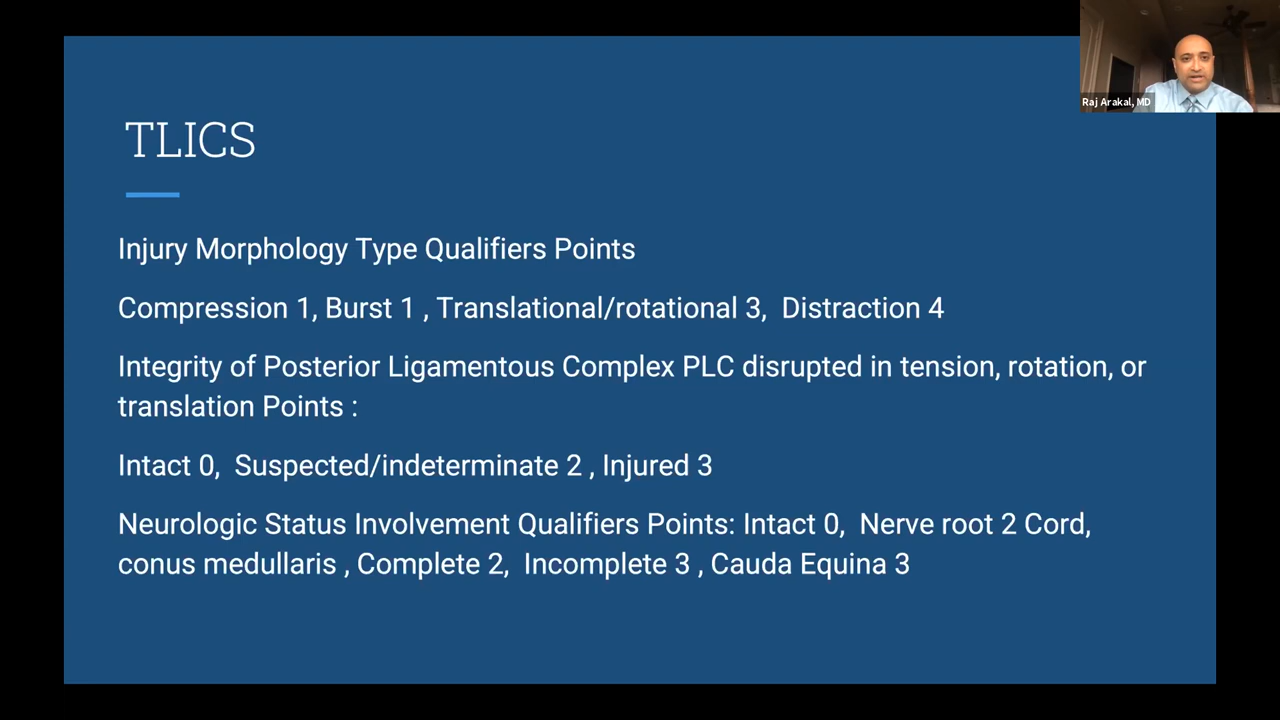 Raj Arakal, MD
TLICS
Injury Morphology Type Qualifiers Points
Compression 1, Burst 1 , Translational/rotational 3,  Distraction 4
Integrity of Posterior Ligamentous Complex PLC disrupted in tension, rotation, or
translation Points :
Intact 0,  Suspected/indeterminate 2 , Injured 3
Neurologic Status Involvement Qualifiers Points: Intact 0,  Nerve root 2 Cord,
conus medullaris , Complete 2,  Incomplete 3 , Cauda Equina 3